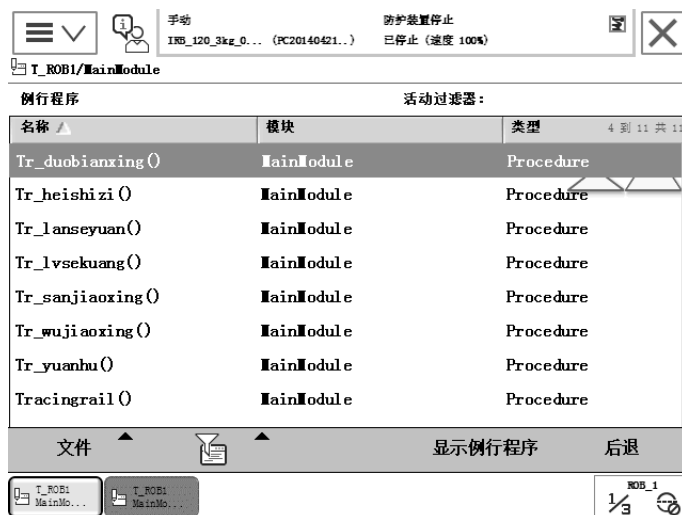 手动
防护装置停止
IRB_120_3kg_0... (PC20140421..)
已停止 (速度 100%)
T_ROB1/MainModule
例行程序
活动过滤器：
名称
模块
类型
4 到 11 共 11
Tr_duobianxing() MainModule Procedure
Tr_heishizi() MainModule Procedure
Tr_lanseyuan() MainModule Procedure
Tr_lvsekuang() MainModule Procedure
Tr_sanjiaoxing() MainModule Procedure
Tr_wujiaoxing() MainModule Procedure
Tr_yuanhu() MainModule Procedure
Tracingrail() MainModule Procedure
文件
显示例行程序
后退
T_ROB1
MainMo...
T_ROB1
MainMo...
ROB_1
1/3